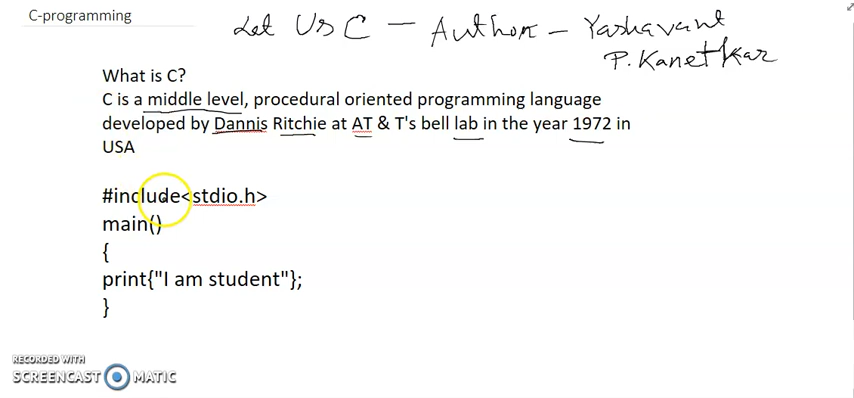 C-programming
Let Us C - Author - Yashavant
P. Kanetkar
What is C?
C is a middle level, procedural oriented programming language
developed by Dannis Ritchie at AT & T's bell lab in the year 1972 in
USA
#include<stdio.h>
main()
{
print{"I am student"};
}
RECORDED WITH
SCREENCAST MATIC